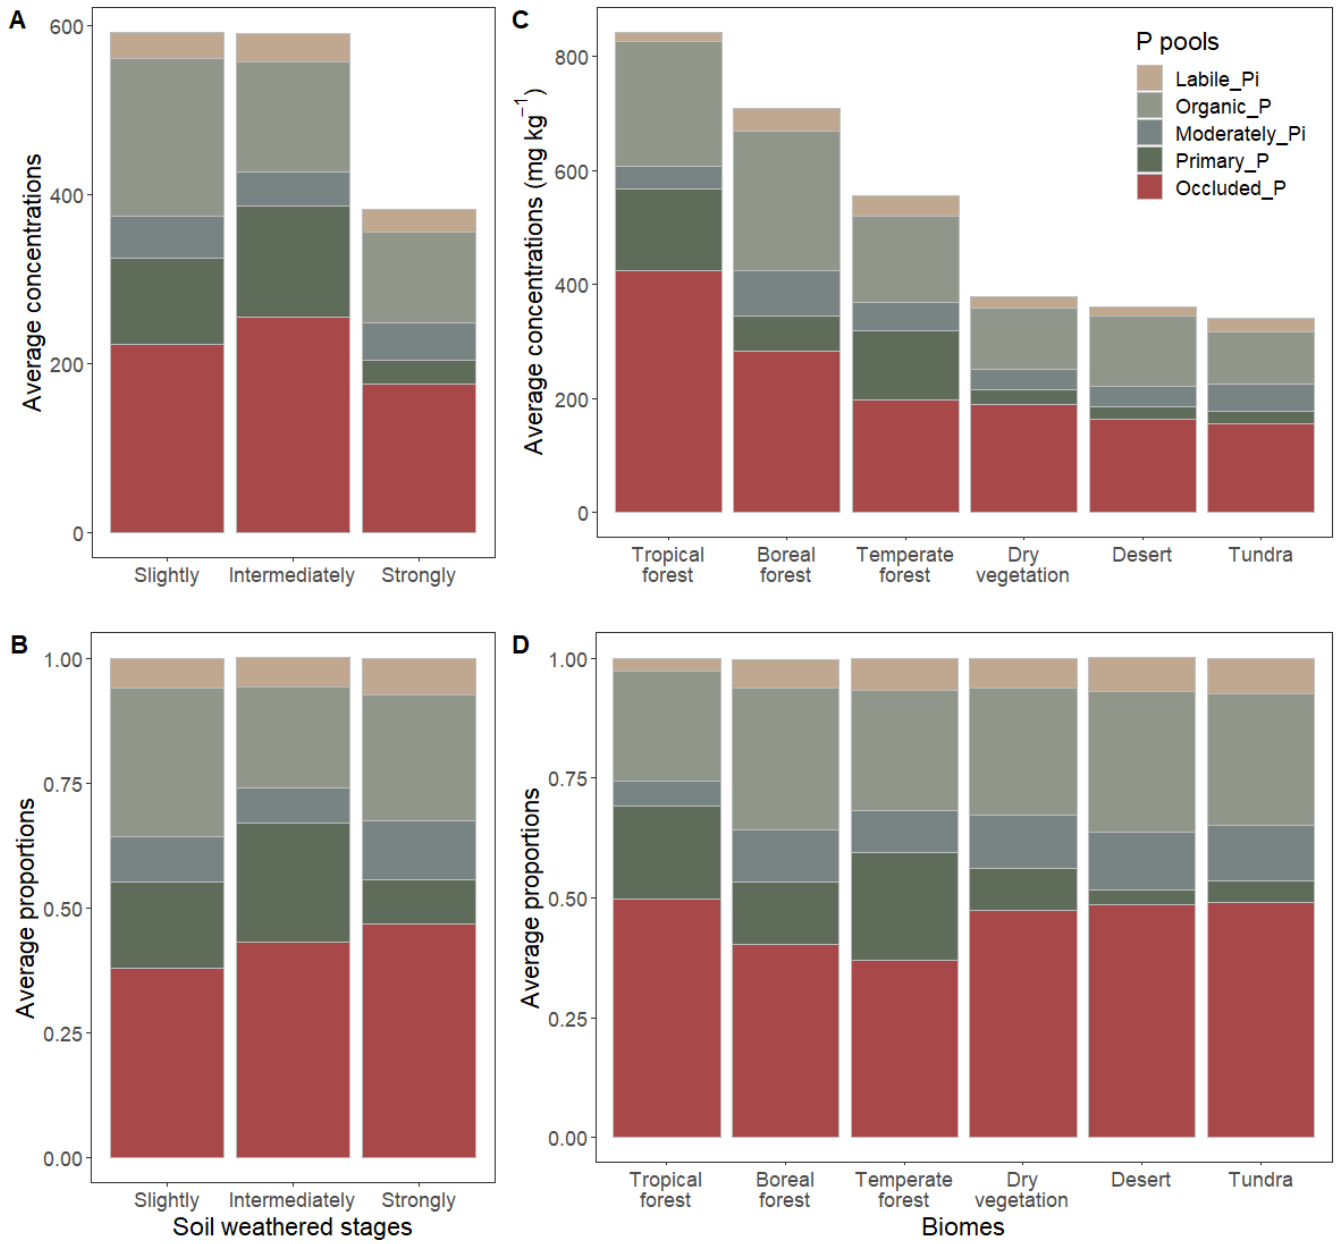 A
600
400
200
0
Average concentrations
Slightly
Intermediately
Strongly
C
800
600
400
200
0
Average concentrations (mg kg⁻¹)
P pools
Labile_Pi
Organic_P
Moderately_Pi
Primary_P
Occluded_P
Tropical
forest
Boreal
forest
Temperate
forest
Dry
vegetation
Desert
Tundra
B
1.00
0.75
0.50
0.25
0.00
Average proportions
Slightly
Intermediately
Strongly
Soil weathered stages
D
1.00
0.75
0.50
0.25
0.00
Average proportions
Tropical
forest
Boreal
forest
Temperate
forest
Dry
vegetation
Desert
Tundra
Biomes